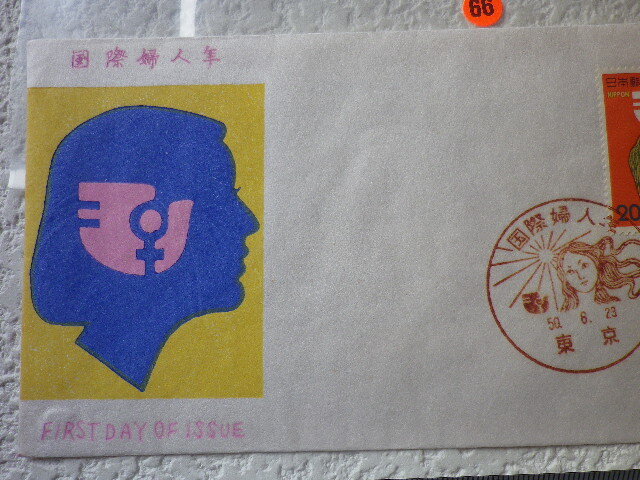 66
国際婦人年
日本郵
NIPPON
20
国際婦人年
50.6.23
東京
FIRST DAY OF ISSUE